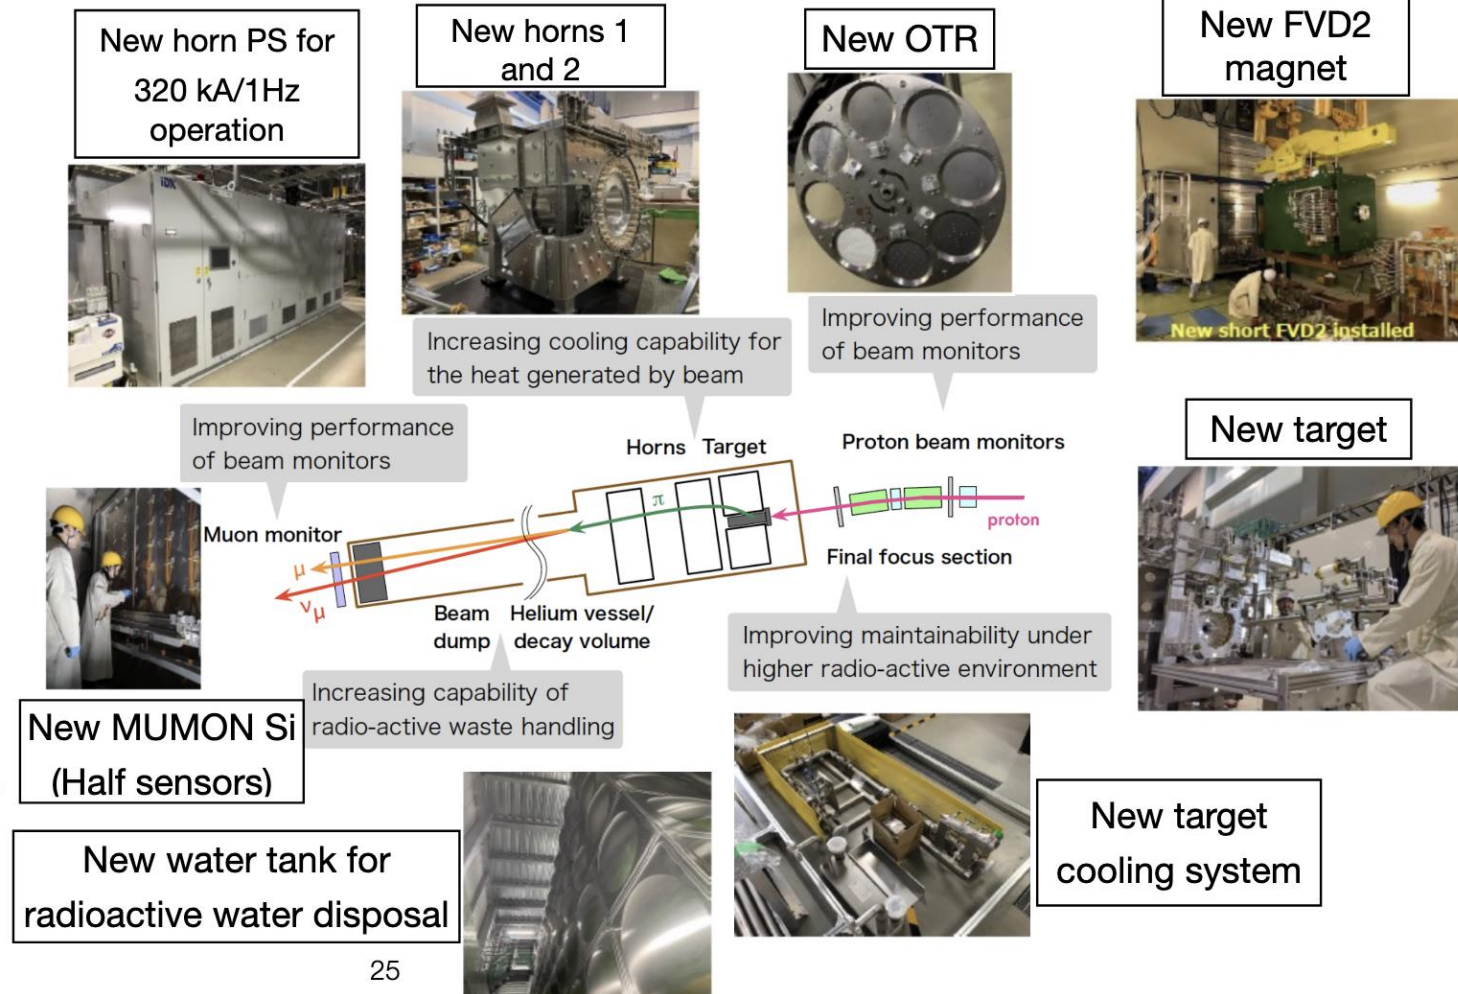 New horn PS for
320 kA/1Hz
operation
New horns 1
and 2
New OTR
New FVD2
magnet
iDX
New short FVD2 installed
Increasing cooling capability for
the heat generated by beam
Improving performance
of beam monitors
Improving performance
of beam monitors
New target
Horns
Target
Proton beam monitors
π
proton
Muon monitor
μ
νμ
Final focus section
Beam
dump
Helium vessel/
decay volume
Improving maintainability under
higher radio-active environment
Increasing capability of
radio-active waste handling
New MUMON Si
(Half sensors)
New water tank for
radioactive water disposal
New target
cooling system
25